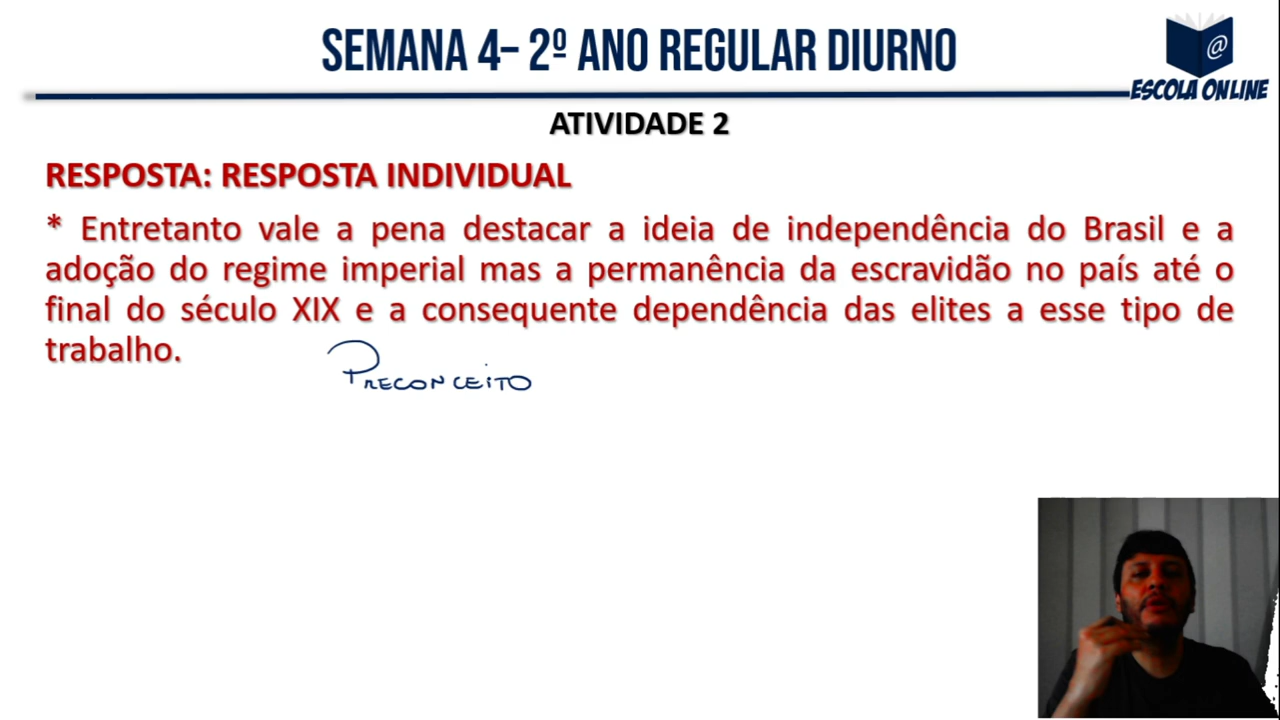 SEMANA 4– 2º ANO REGULAR DIURNO
@
ESCOLA ONLINE
ATIVIDADE 2
RESPOSTA: RESPOSTA INDIVIDUAL
* Entretanto vale a pena destacar a ideia de independência do Brasil e a
adoção do regime imperial mas a permanência da escravidão no país até o
final do século XIX e a consequente dependência das elites a esse tipo de
trabalho.
PRECONCEITO